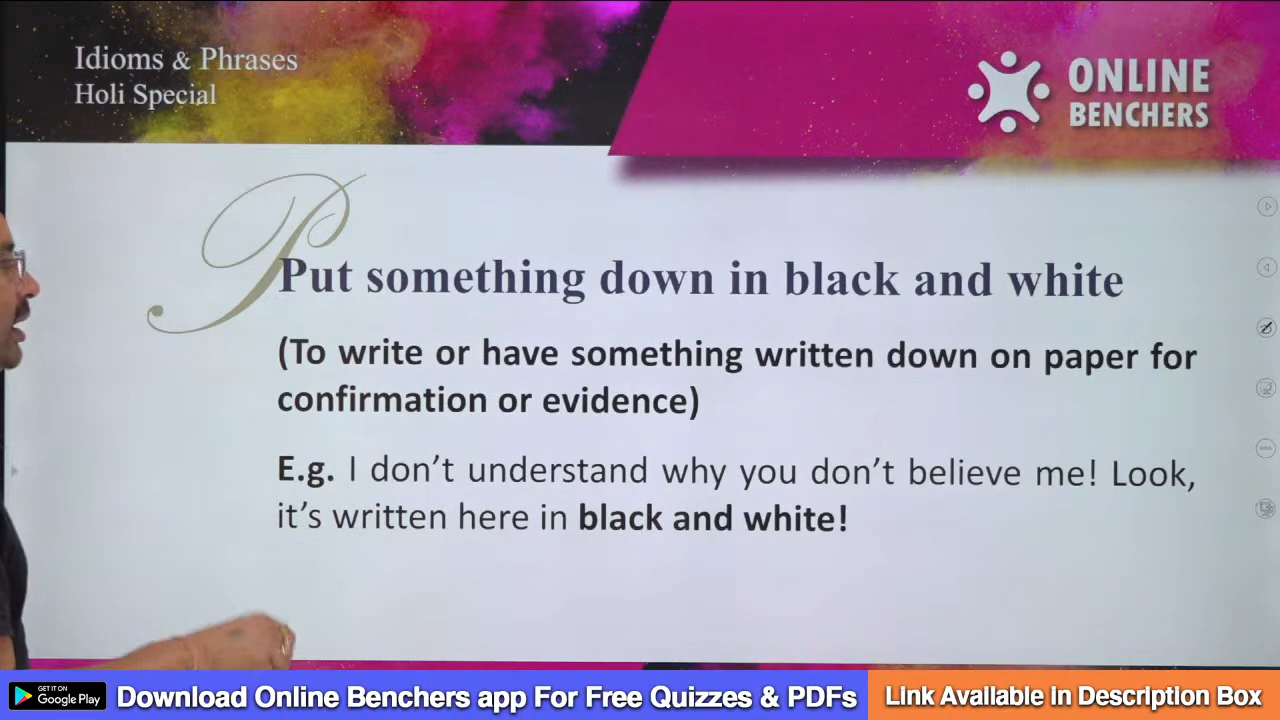 Idioms & Phrases
Holi Special
ONLINE
BENCHERS
Put something down in black and white
(To write or have something written down on paper for
confirmation or evidence)
E.g. I don't understand why you don't believe me! Look,
it's written here in black and white!
GET IT ON
Google Play
Download Online Benchers app For Free Quizzes & PDFs
Link Available In Description Box